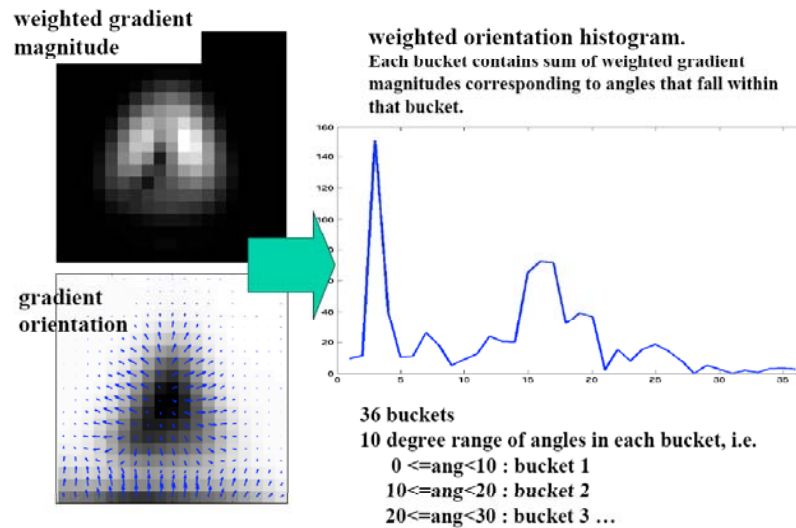 weighted gradient
magnitude
weighted orientation histogram.
Each bucket contains sum of weighted gradient
magnitudes corresponding to angles that fall within
that bucket.
160
140
120
100
80
60
40
20
0
0 5 10 15 20 25 30 35
gradient
orientation
36 buckets
10 degree range of angles in each bucket, i.e.
0 <=ang<10 : bucket 1
10<=ang<20 : bucket 2
20<=ang<30 : bucket 3 …